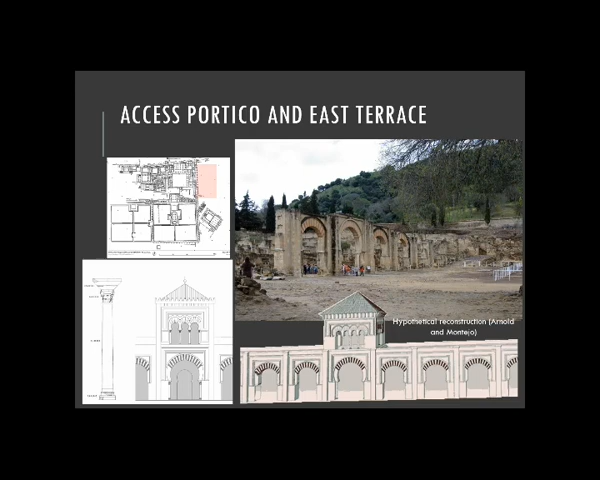 ACCESS PORTICO AND EAST TERRACE
Hypothetical reconstruction (Arnold
and Montejo)